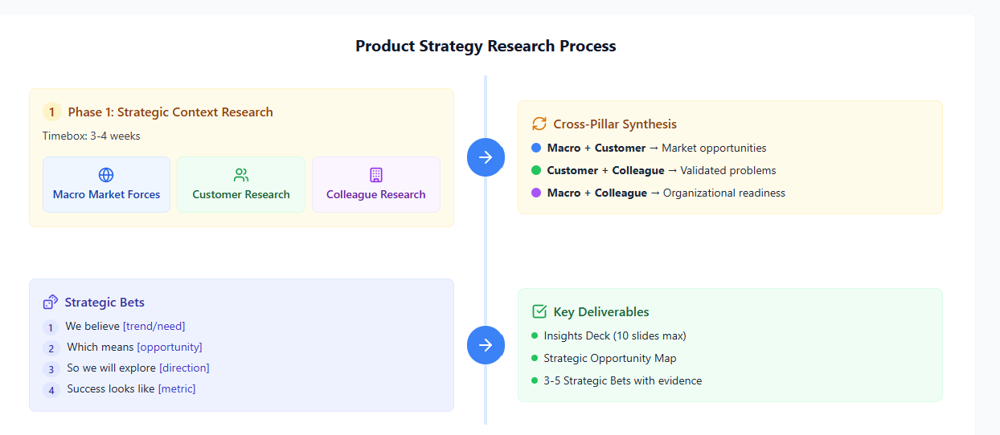 Product Strategy Research Process
1 Phase 1: Strategic Context Research
Timebox: 3-4 weeks
Macro Market Forces
Customer Research
Colleague Research
Cross-Pillar Synthesis
Macro + Customer → Market opportunities
Customer + Colleague → Validated problems
Macro + Colleague → Organizational readiness
Strategic Bets
1 We believe [trend/need]
2 Which means [opportunity]
3 So we will explore [direction]
4 Success looks like [metric]
Key Deliverables
Insights Deck (10 slides max)
Strategic Opportunity Map
3-5 Strategic Bets with evidence